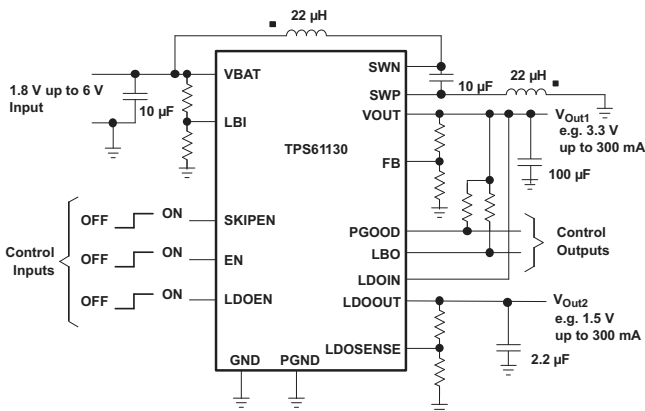 22 µH
VBAT
SWN
10 µF
22 µH
SWP
1.8 V up to 6 V
Input
10 µF
VOUT
VOut1
e.g. 3.3 V
up to 300 mA
LBI
TPS61130
FB
100 µF
OFF ON SKIPEN
PGOOD
Control
Outputs
Control
Inputs
OFF ON EN
LBO
LDOIN
OFF ON LDOEN
LDOOUT
VOut2
e.g. 1.5 V
up to 300 mA
LDOSENSE
2.2 µF
GND PGND